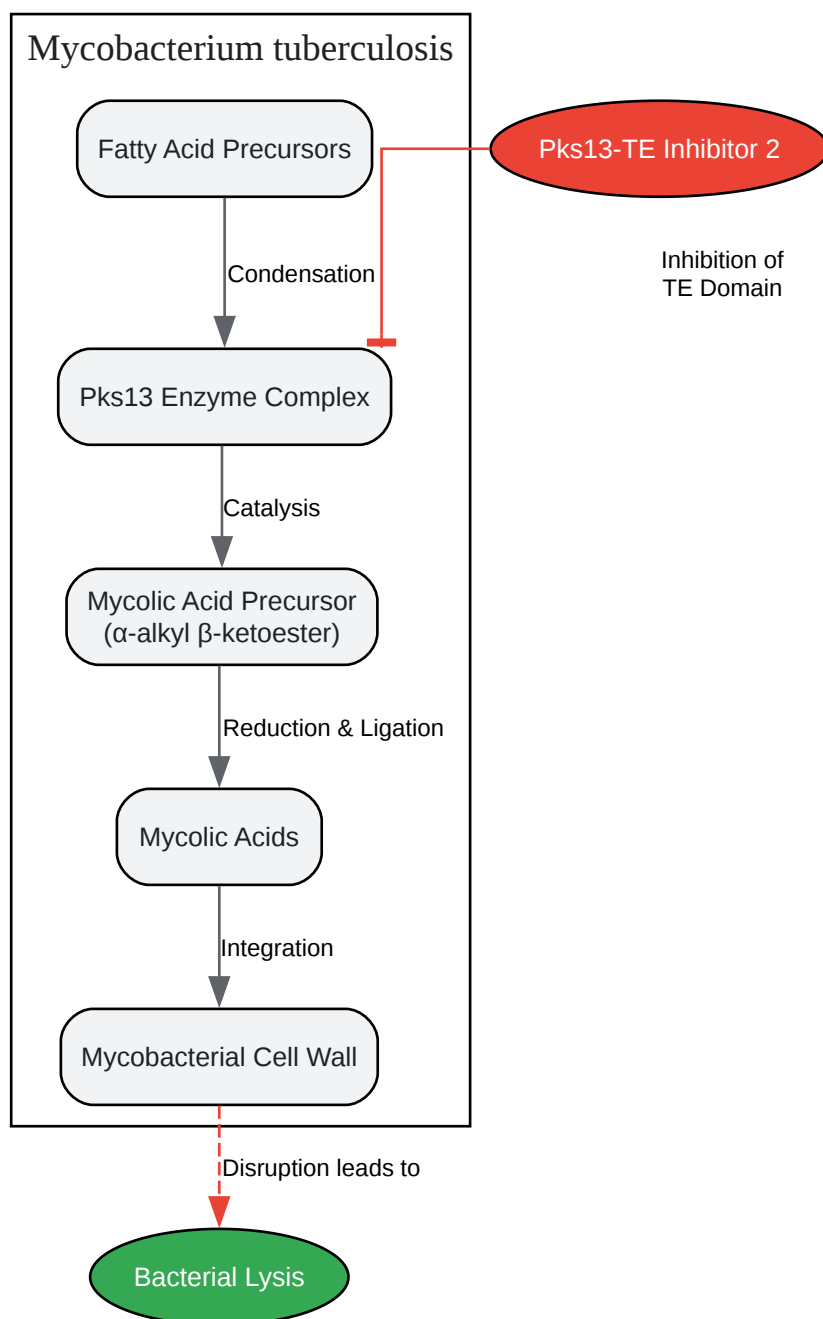 Mycobacterium tuberculosis
Fatty Acid Precursors
Pks13-TE Inhibitor 2
Condensation
Inhibition of
TE Domain
Pks13 Enzyme Complex
Catalysis
Mycolic Acid Precursor
(α-alkyl β-ketoester)
Reduction & Ligation
Mycolic Acids
Integration
Mycobacterial Cell Wall
Disruption leads to
Bacterial Lysis